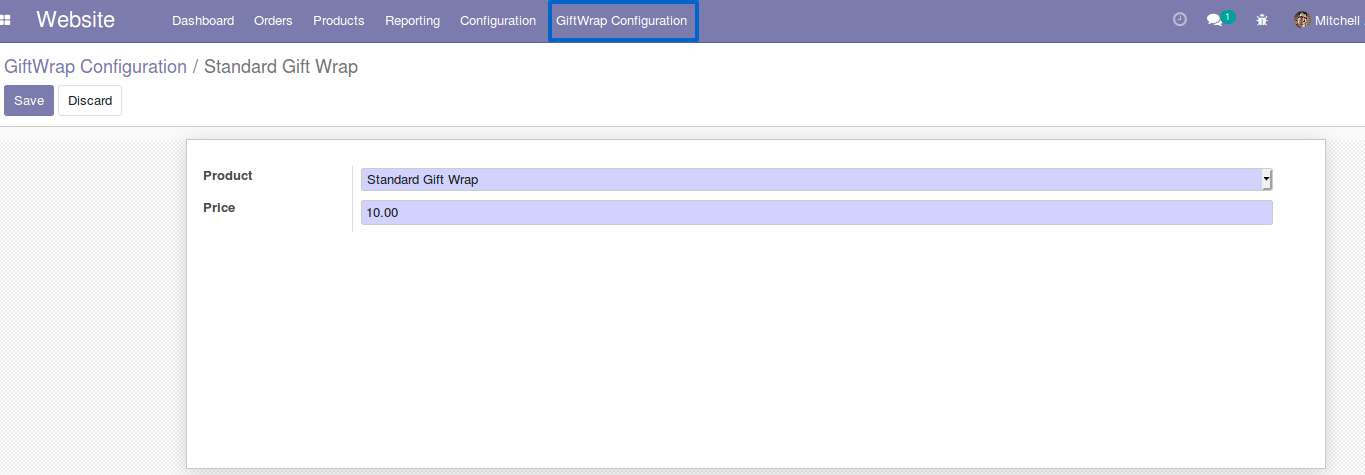 Website Dashboard Orders Products Reporting Configuration GiftWrap Configuration 1 Mitchell
GiftWrap Configuration / Standard Gift Wrap
Save Discard
Product Standard Gift Wrap
Price 10.00